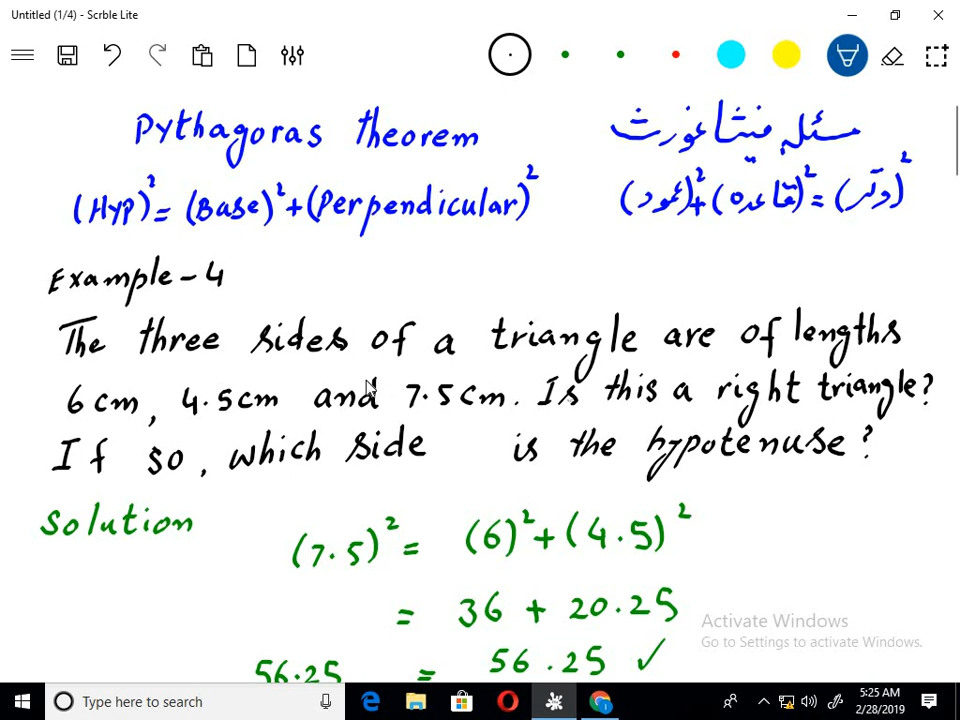 Untitled (1/4) - Scrble Lite
Pythagoras theorem
مسئلہ فیثاغورث
(Hyp)² = (Base)² + (Perpendicular)²
(وتر)² = (قاعدہ)² + (عمود)²
Example - 4
The three sides of a triangle are of lengths
6 cm, 4.5cm and 7.5cm. Is this a right triangle?
If so, which side is the hypotenuse?
Solution
(7.5)² = (6)² + (4.5)²
= 36 + 20.25
56.25 = 56.25 ✓
Activate Windows
Go to Settings to activate Windows.
Type here to search
5:25 AM
2/28/2019